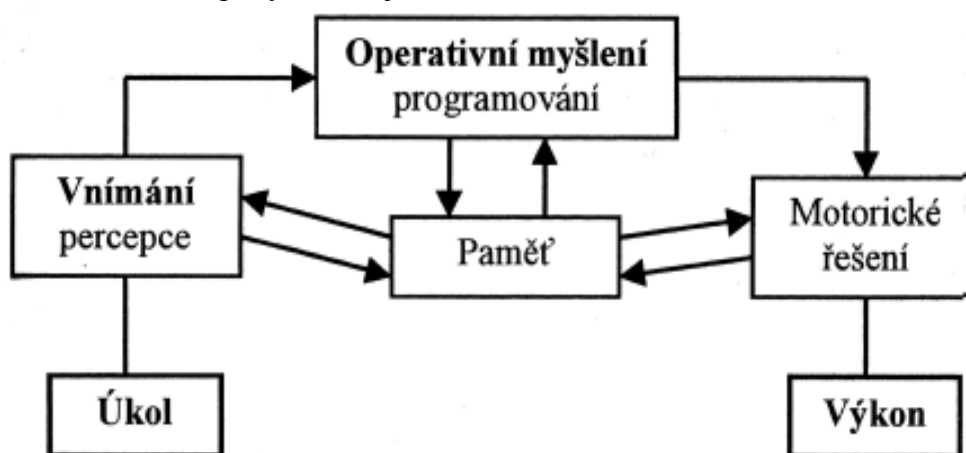 Operativní myšlení
programování
Vnímání
percepce
Paměť
Motorické
řešení
Úkol
Výkon